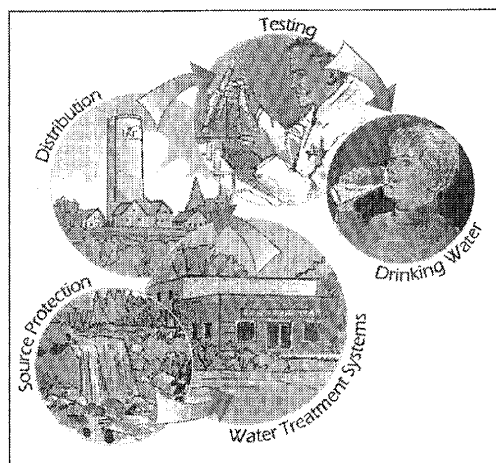 Testing
Distribution
Drinking Water
Source Protection
Water Treatment Systems